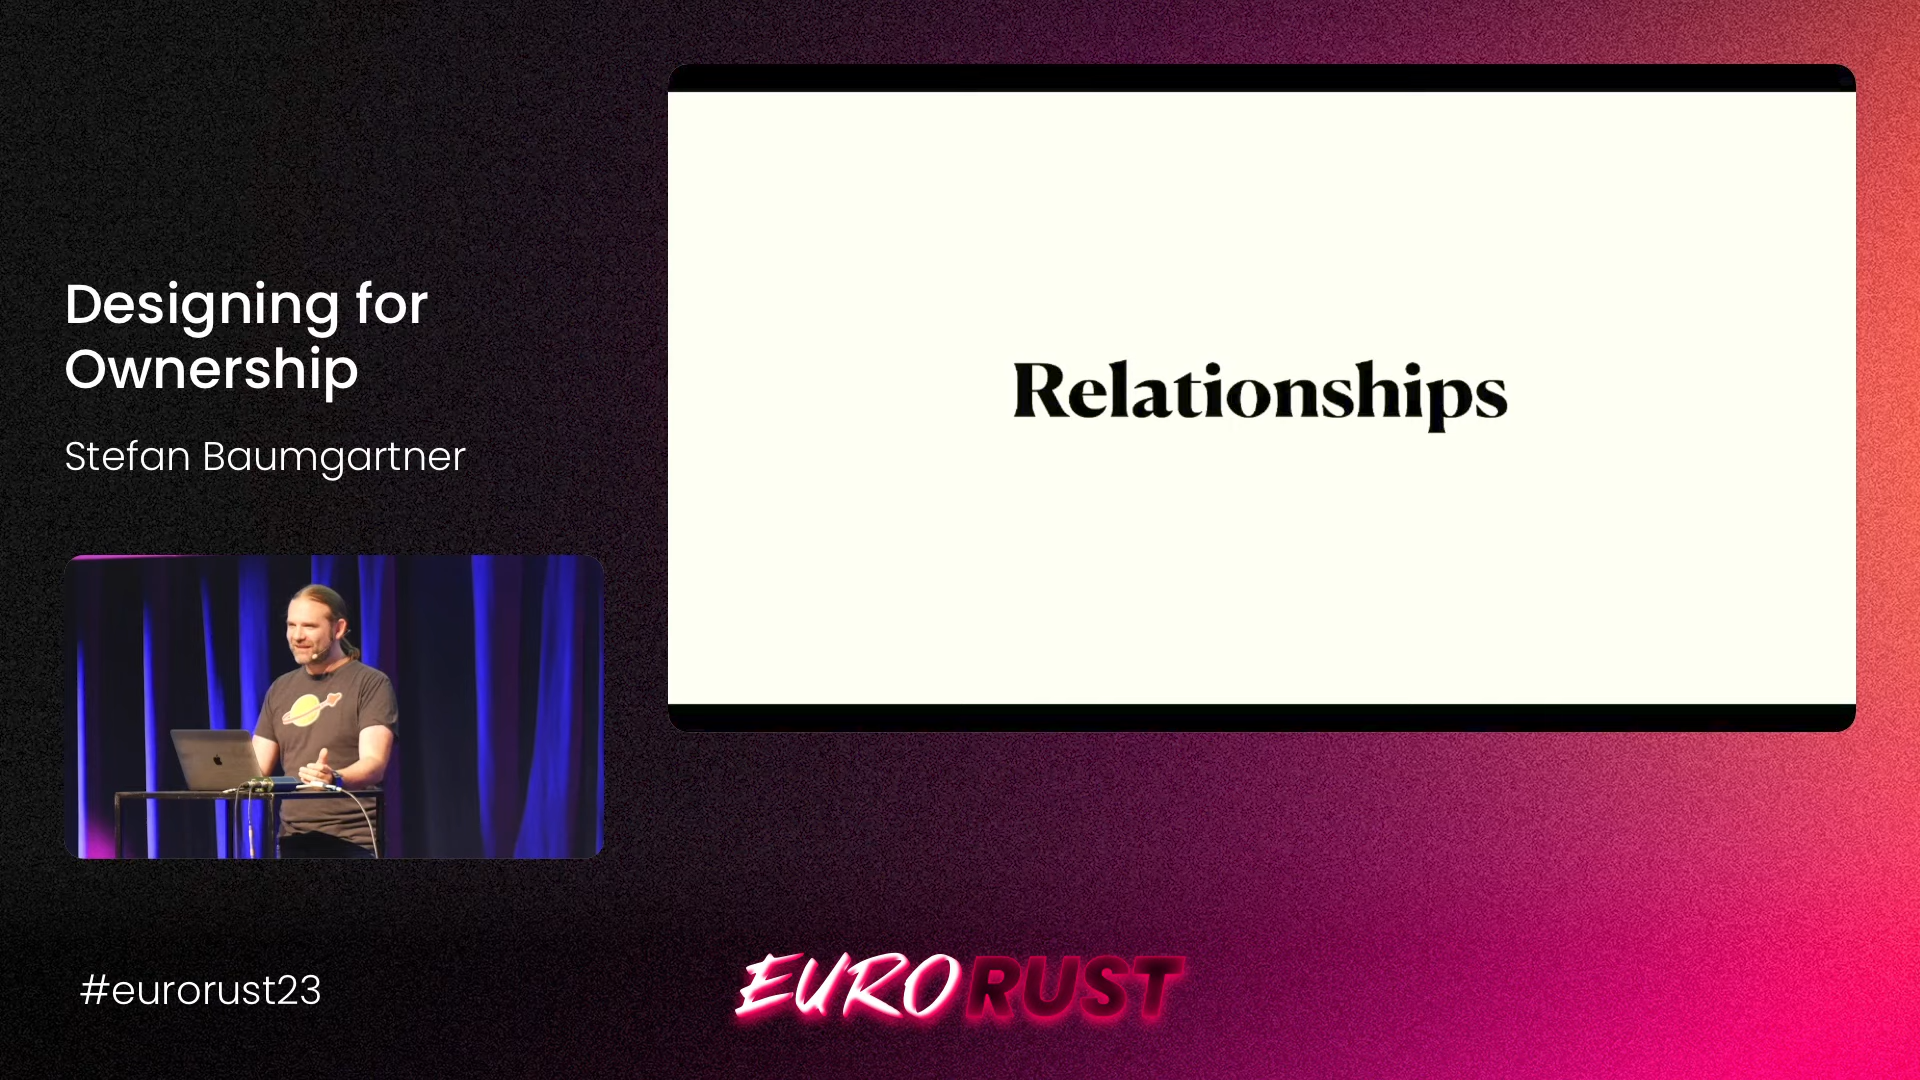 Designing for
Ownership
Stefan Baumgartner
Relationships
#eurorust23
EURORUST